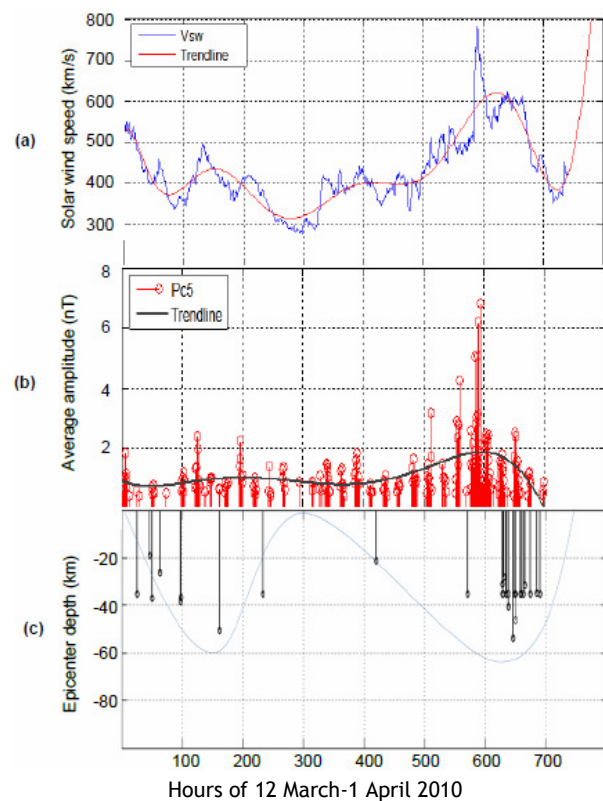 800
700
600
500
400
300
Solar wind speed (km/s)
Vsw
Trendline
(a)
8
6
4
2
Average amplitude (nT)
Pc5
Trendline
(b)
-20
-40
-60
-80
Epicenter depth (km)
(c)
100 200 300 400 500 600 700
Hours of 12 March-1 April 2010